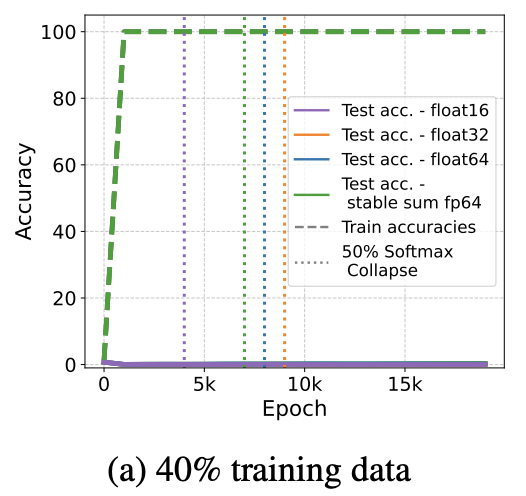 100
80
60
40
20
0
Accuracy
Test acc. - float16
Test acc. - float32
Test acc. - float64
Test acc. -
stable sum fp64
Train accuracies
50% Softmax
Collapse
0 5k 10k 15k
Epoch
(a) 40% training data